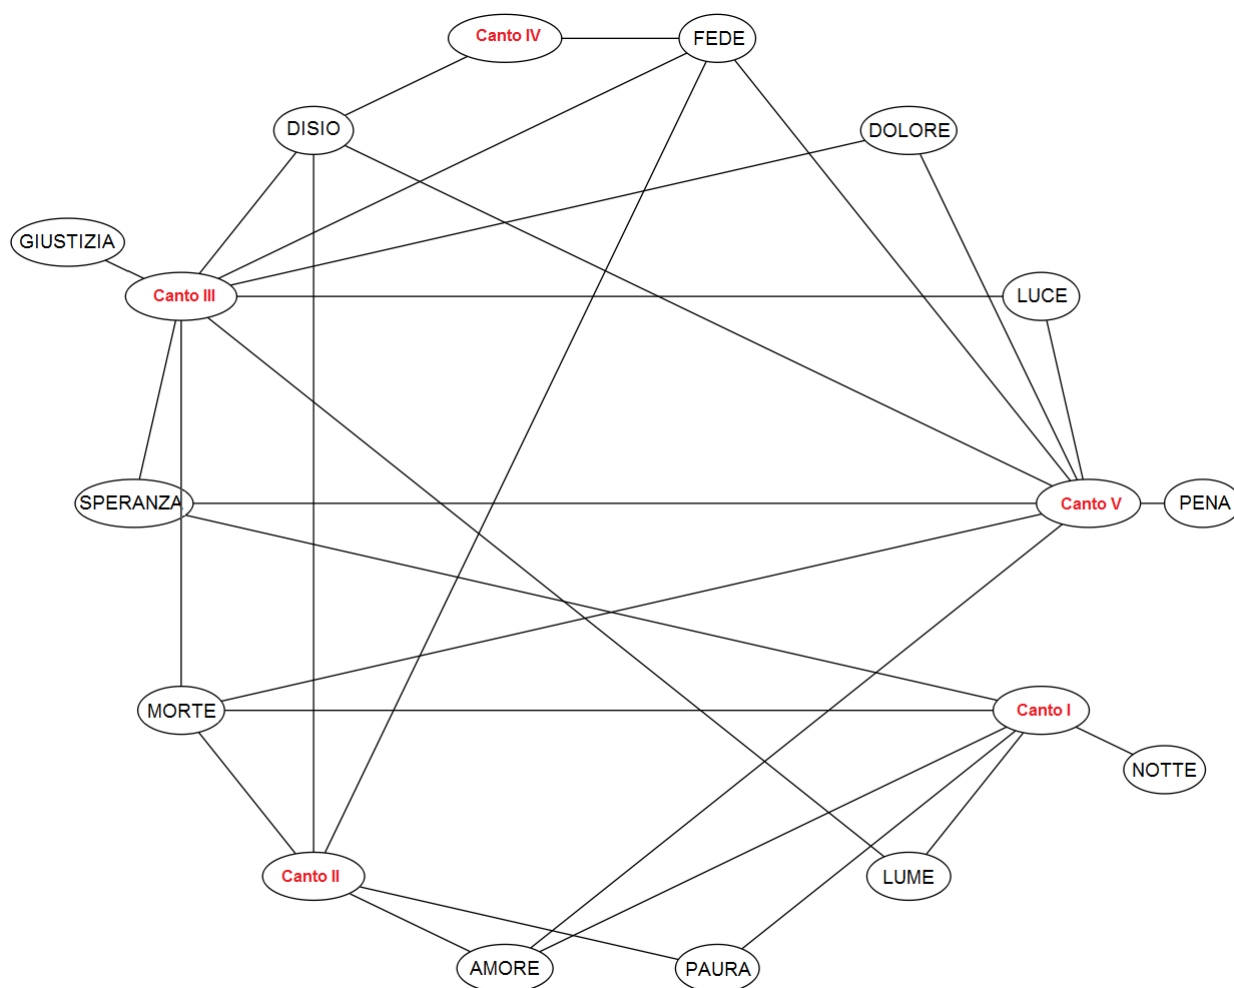 Canto IV
FEDE
DISIO
DOLORE
GIUSTIZIA
Canto III
LUCE
SPERANZA
Canto V
PENA
MORTE
Canto I
NOTTE
Canto II
LUME
AMORE
PAURA